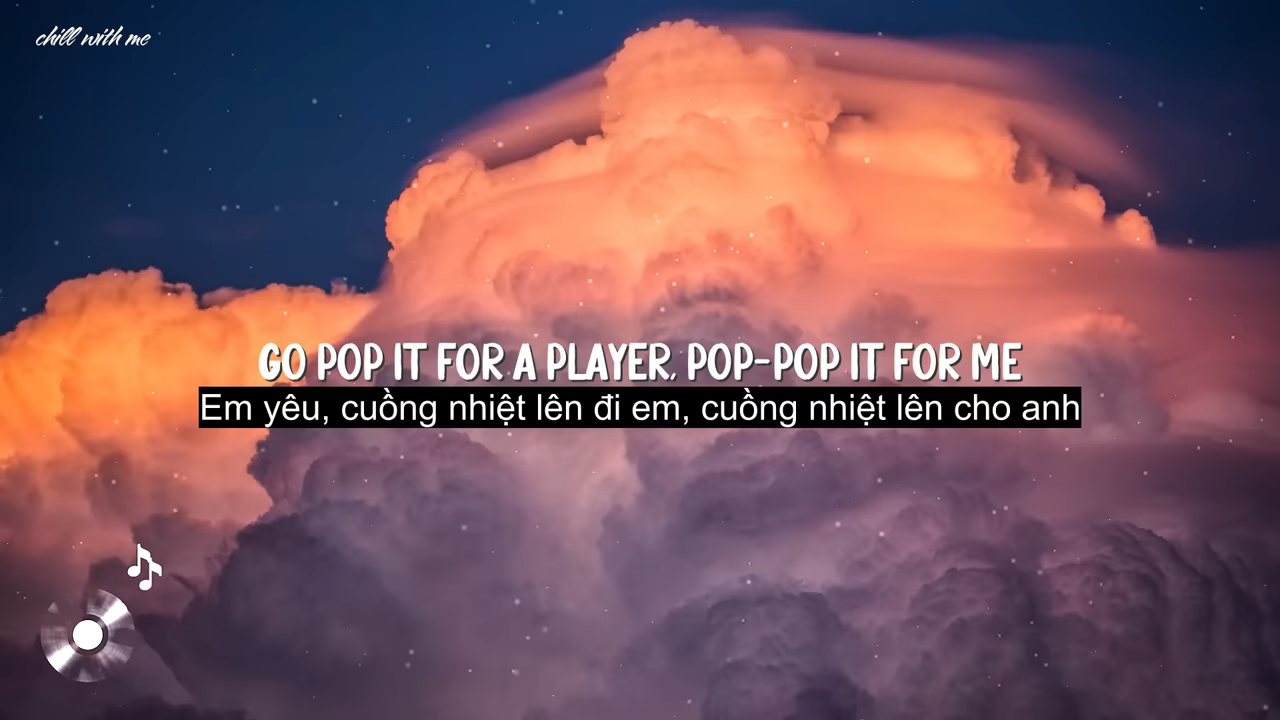 chill with me
GO POP IT FOR A PLAYER, POP-POP IT FOR ME
Em yêu, cuồng nhiệt lên đi em, cuồng nhiệt lên cho anh